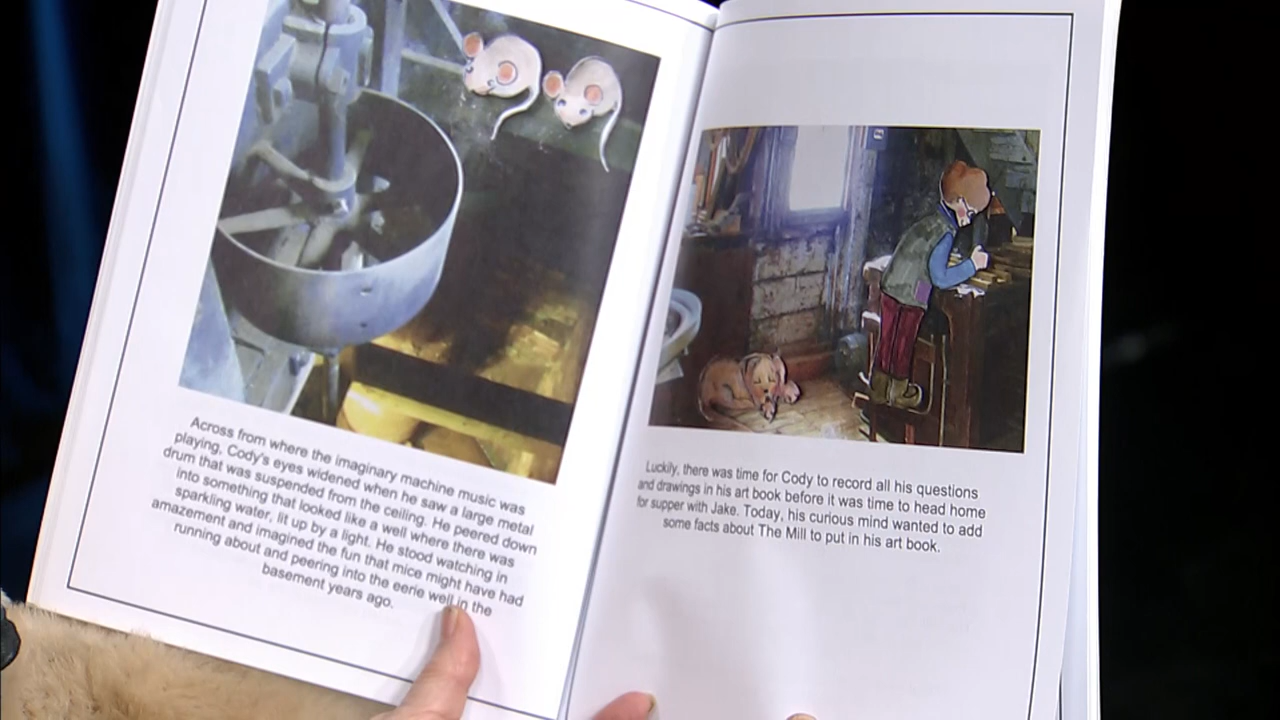 Across from where the imaginary machine music was
playing, Cody's eyes widened when he saw a large metal
drum that was suspended from the ceiling. He peered down
into something that looked like a well where there was
sparkling water, lit up by a light. He stood watching in
amazement and imagined the fun that mice might have had
running about and peering into the eerie well in the
basement years ago.
Luckily, there was time for Cody to record all his questions
and drawings in his art book before it was time to head home
for supper with Jake. Today, his curious mind wanted to add
some facts about The Mill to put in his art book.